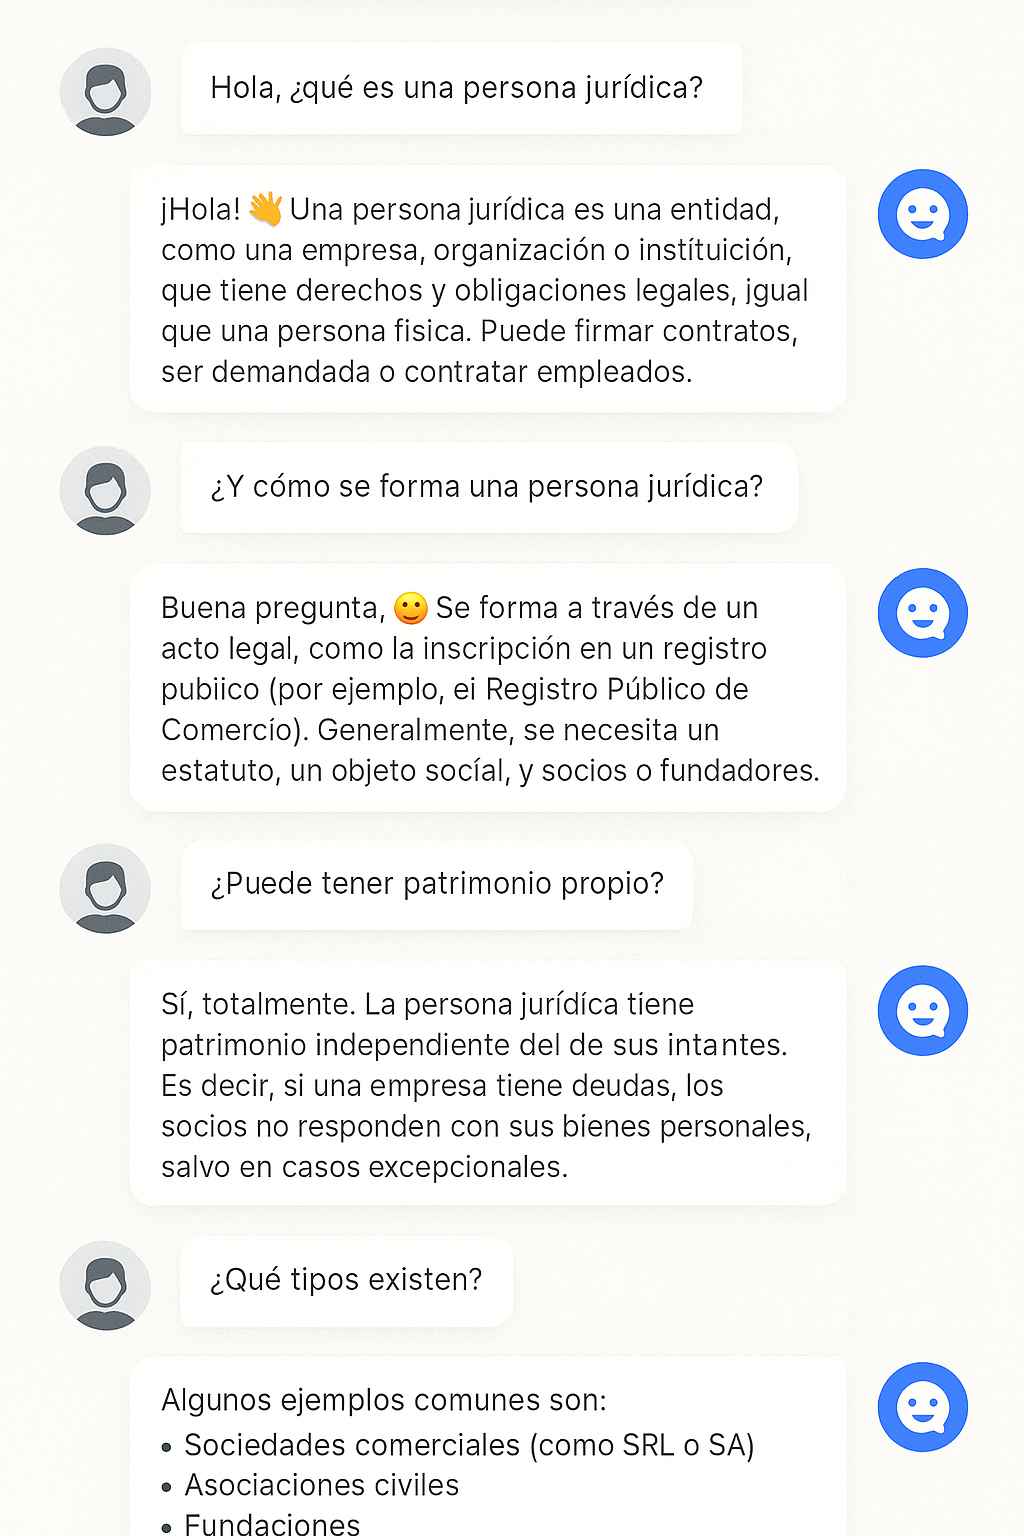 Hola, ¿qué es una persona jurídica?
¡Hola! 👋 Una persona jurídica es una entidad,
como una empresa, organización o instítuición,
que tiene derechos y obligaciones legales, jgual
que una persona fisica. Puede firmar contratos,
ser demandada o contratar empleados.
¿Y cómo se forma una persona jurídica?
Buena pregunta, 🙂 Se forma a través de un
acto legal, como la inscripción en un registro
pubiico (por ejemplo, ei Registro Público de
Comercío). Generalmente, se necesita un
estatuto, un objeto socíal, y socios o fundadores.
¿Puede tener patrimonio propio?
Sí, totalmente. La persona jurídíca tíene
patrimonio independiente del de sus intantes.
Es decir, si una empresa tiene deudas, los
socios no responden con sus bíenes personales,
salvo en casos excepcionales.
¿Qué tipos existen?
Algunos ejemplos comunes son:
• Sociedades comerciales (como SRL o SA)
• Asociaciones civiles
• Fundaciones